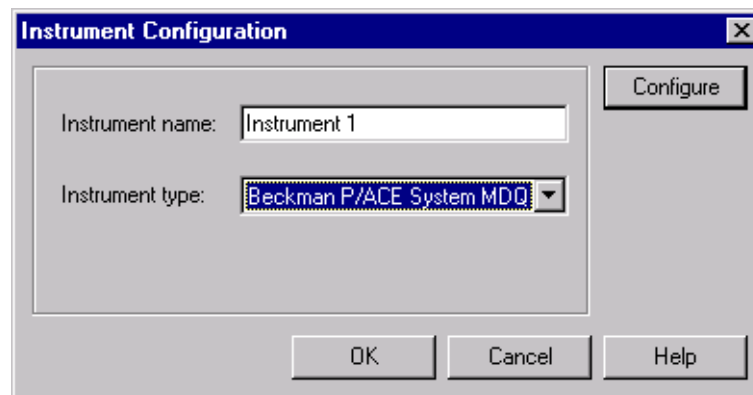 Instrument Configuration
Configure
Instrument name: Instrument 1
Instrument type: Beckman P/ACE System MDQ
OK Cancel Help